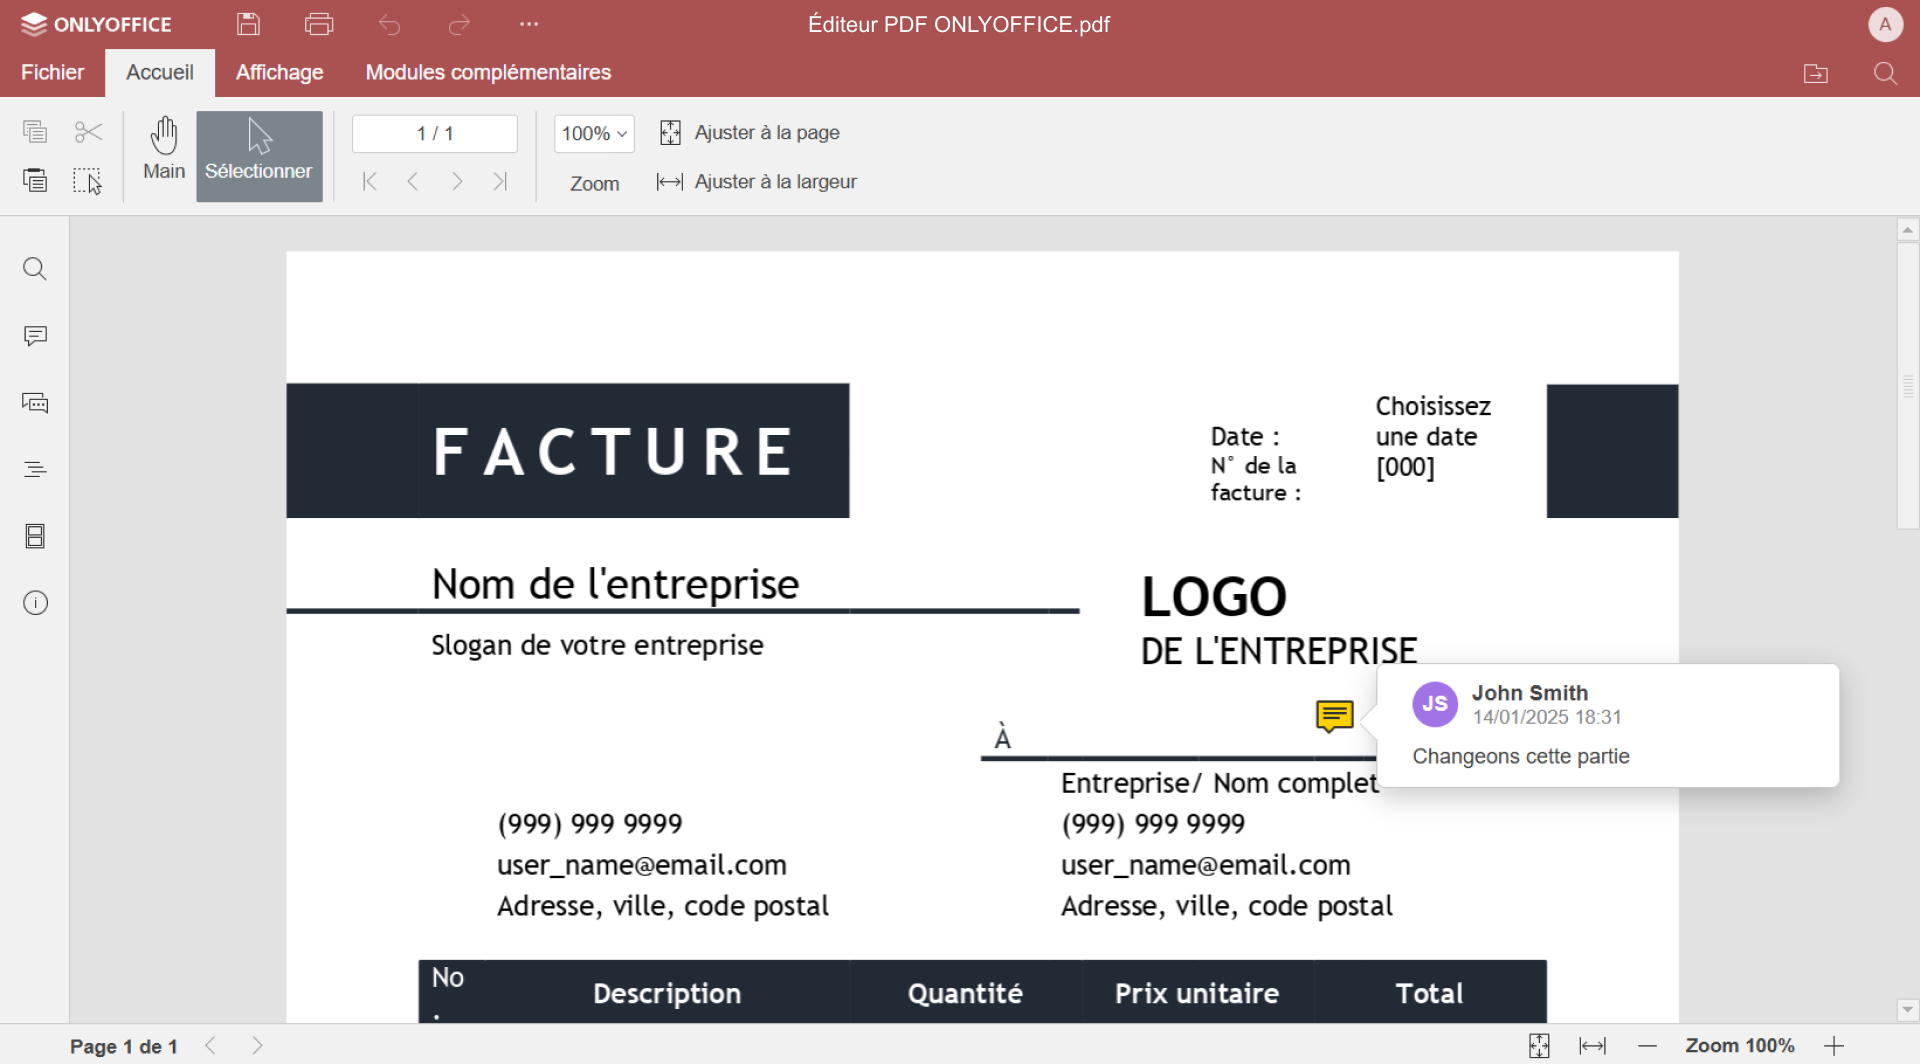 ONLYOFFICE
Éditeur PDF ONLYOFFICE.pdf
A
Fichier
Accueil
Affichage
Modules complémentaires
Main
Sélectionner
1 / 1
100%
Zoom
Ajuster à la page
Ajuster à la largeur
FACTURE
Date :
N° de la
facture :
Choisissez
une date
[000]
Nom de l'entreprise
Slogan de votre entreprise
LOGO
DE L'ENTREPRISE
À
JS
John Smith
14/01/2025 18:31
Changeons cette partie
Entreprise/ Nom complet
(999) 999 9999
user_name@email.com
Adresse, ville, code postal
(999) 999 9999
user_name@email.com
Adresse, ville, code postal
No
.
Description
Quantité
Prix unitaire
Total
Page 1 de 1
Zoom 100%